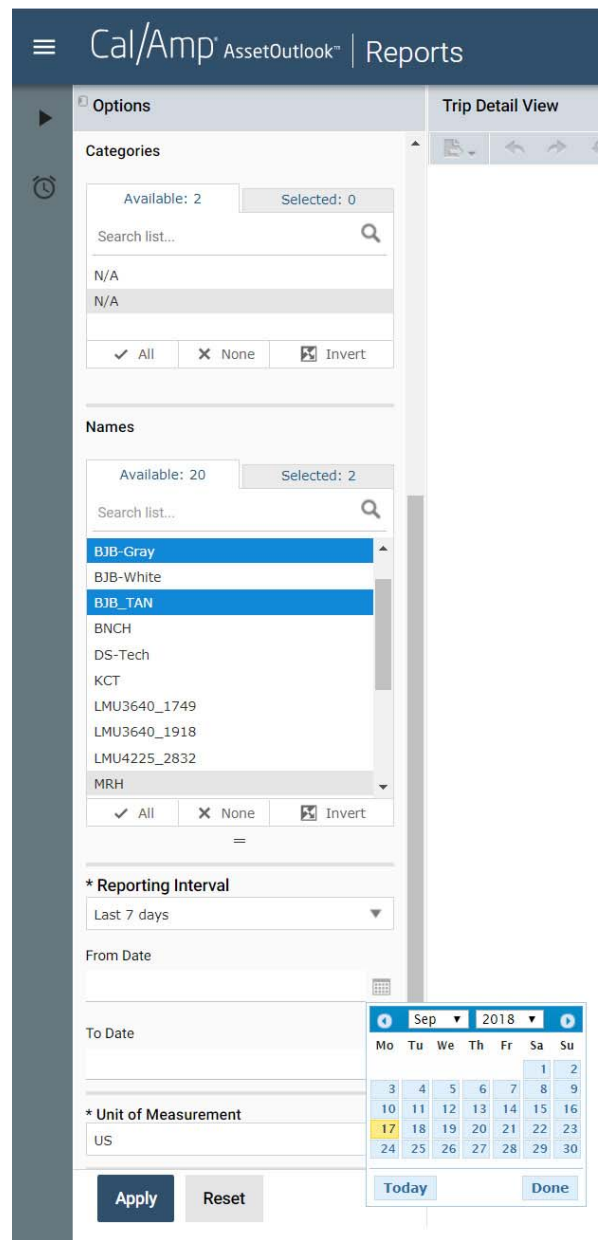 Cal/Amp® AssetOutlook™ | Reports
Options
Trip Detail View
Categories
Available: 2 Selected: 0
Search list...
N/A
N/A
All None Invert
Names
Available: 20 Selected: 2
Search list...
BJB-Gray
BJB-White
BJB_TAN
BNCH
DS-Tech
KCT
LMU3640_1749
LMU3640_1918
LMU4225_2832
MRH
All None Invert
* Reporting Interval
Last 7 days
From Date
To Date
Sep 2018
Mo Tu We Th Fr Sa Su
1 2
3 4 5 6 7 8 9
10 11 12 13 14 15 16
17 18 19 20 21 22 23
24 25 26 27 28 29 30
Today Done
* Unit of Measurement
US
Apply Reset